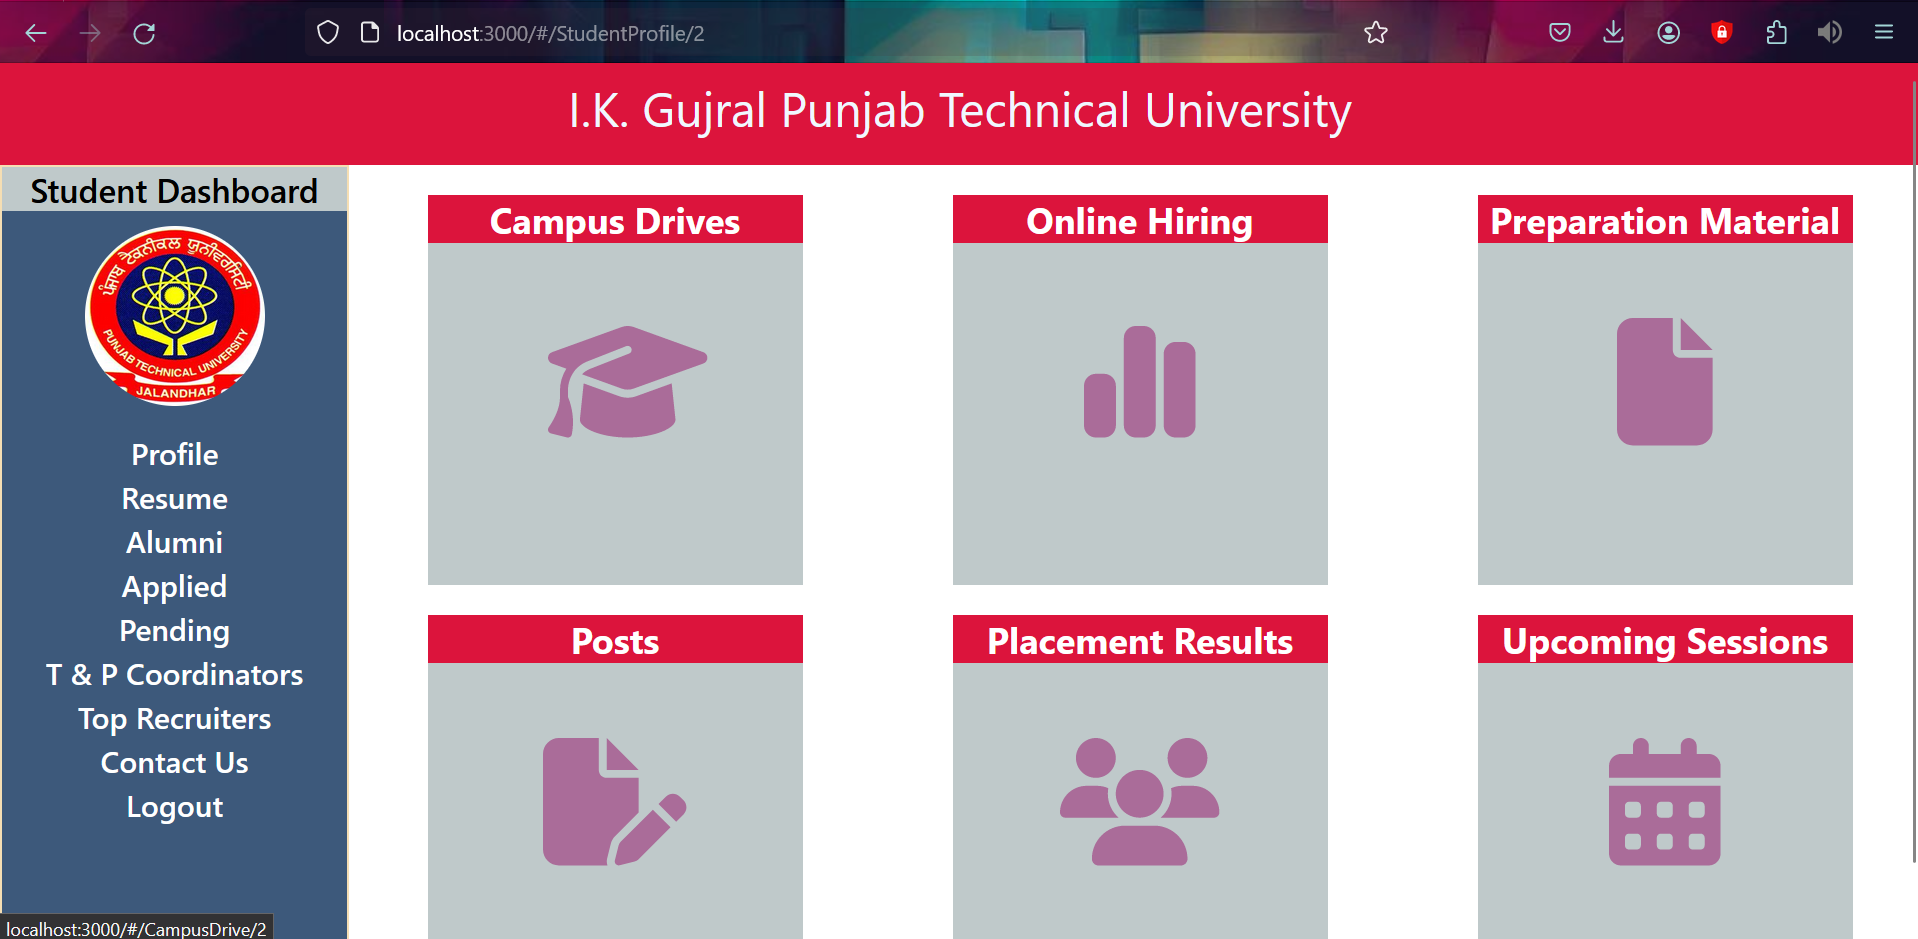 localhost:3000/#/StudentProfile/2
I.K. Gujral Punjab Technical University
Student Dashboard
ਪੰਜਾਬ ਟੈਕਨੀਕਲ ਯੂਨੀਵਰਸਿਟੀ
PUNJAB TECHNICAL UNIVERSITY
JALANDHAR
Profile
Resume
Alumni
Applied
Pending
T & P Coordinators
Top Recruiters
Contact Us
Logout
Campus Drives
Online Hiring
Preparation Material
Posts
Placement Results
Upcoming Sessions
localhost:3000/#/CampusDrive/2